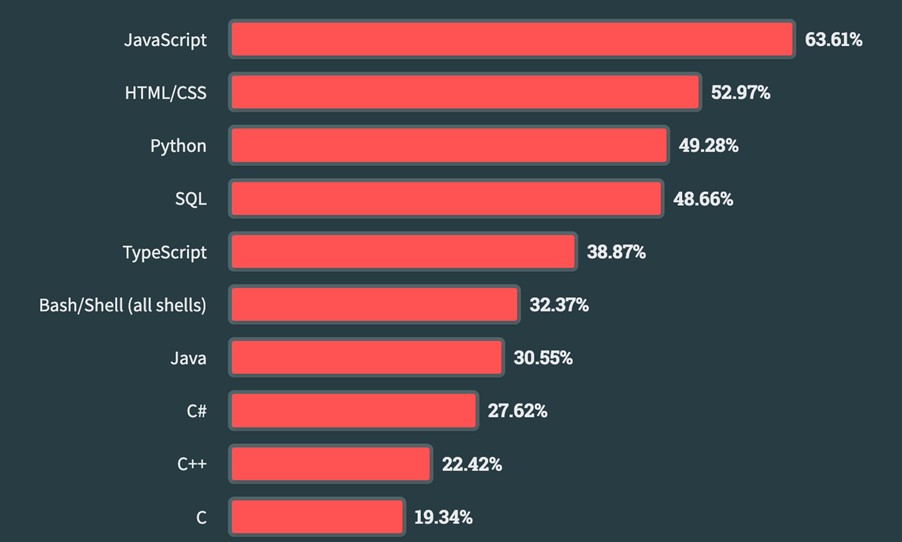 JavaScript 63.61%
HTML/CSS 52.97%
Python 49.28%
SQL 48.66%
TypeScript 38.87%
Bash/Shell (all shells) 32.37%
Java 30.55%
C# 27.62%
C++ 22.42%
C 19.34%